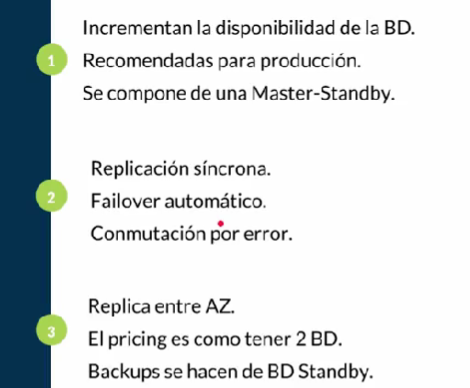 Incrementan la disponibilidad de la BD.
1 Recomendadas para producción.
Se compone de una Master-Standby.
Replicación síncrona.
2 Failover automático.
Conmutación por error.
Replica entre AZ.
3 El pricing es como tener 2 BD.
Backups se hacen de BD Standby.